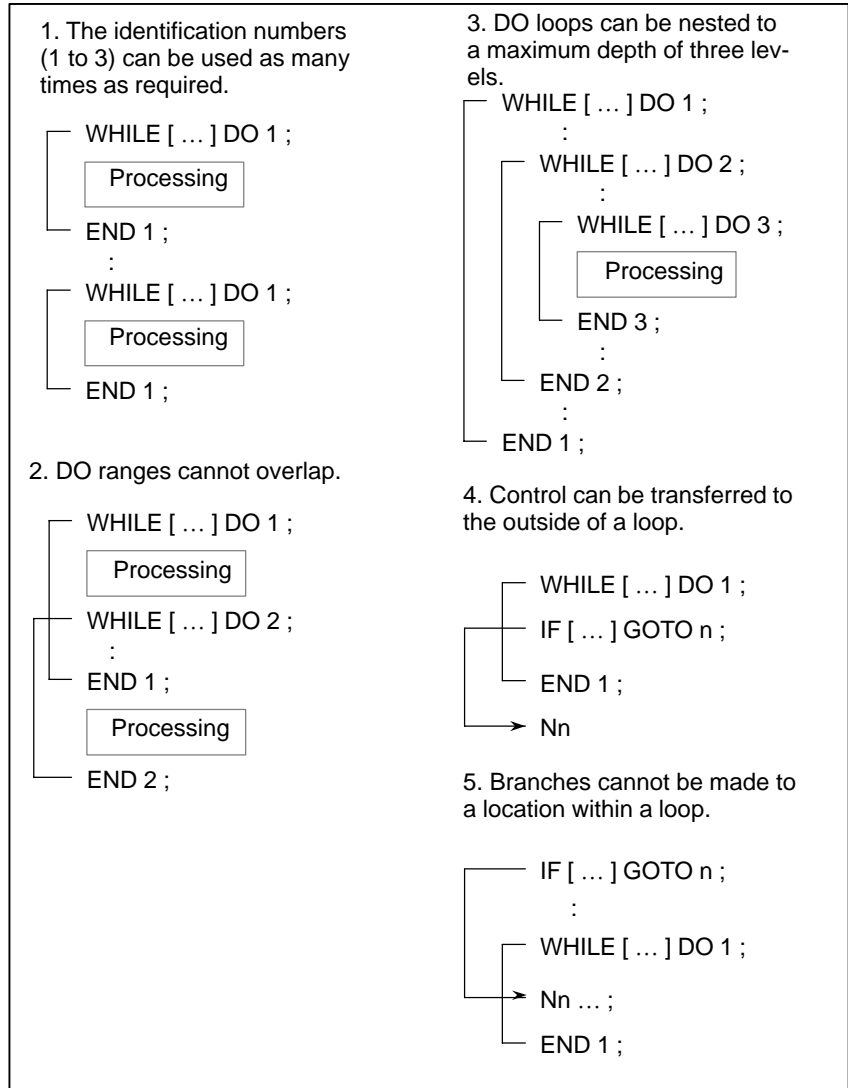 1. The identification numbers
(1 to 3) can be used as many
times as required.
WHILE [ … ] DO 1 ;
Processing
END 1 ;
:
WHILE [ … ] DO 1 ;
Processing
END 1 ;
2. DO ranges cannot overlap.
WHILE [ … ] DO 1 ;
Processing
WHILE [ … ] DO 2 ;
:
END 1 ;
Processing
END 2 ;
3. DO loops can be nested to
a maximum depth of three lev-
els.
WHILE [ … ] DO 1 ;
:
WHILE [ … ] DO 2 ;
:
WHILE [ … ] DO 3 ;
Processing
END 3 ;
:
END 2 ;
:
END 1 ;
4. Control can be transferred to
the outside of a loop.
WHILE [ … ] DO 1 ;
IF [ … ] GOTO n ;
END 1 ;
Nn
5. Branches cannot be made to
a location within a loop.
IF [ … ] GOTO n ;
:
WHILE [ … ] DO 1 ;
Nn … ;
END 1 ;